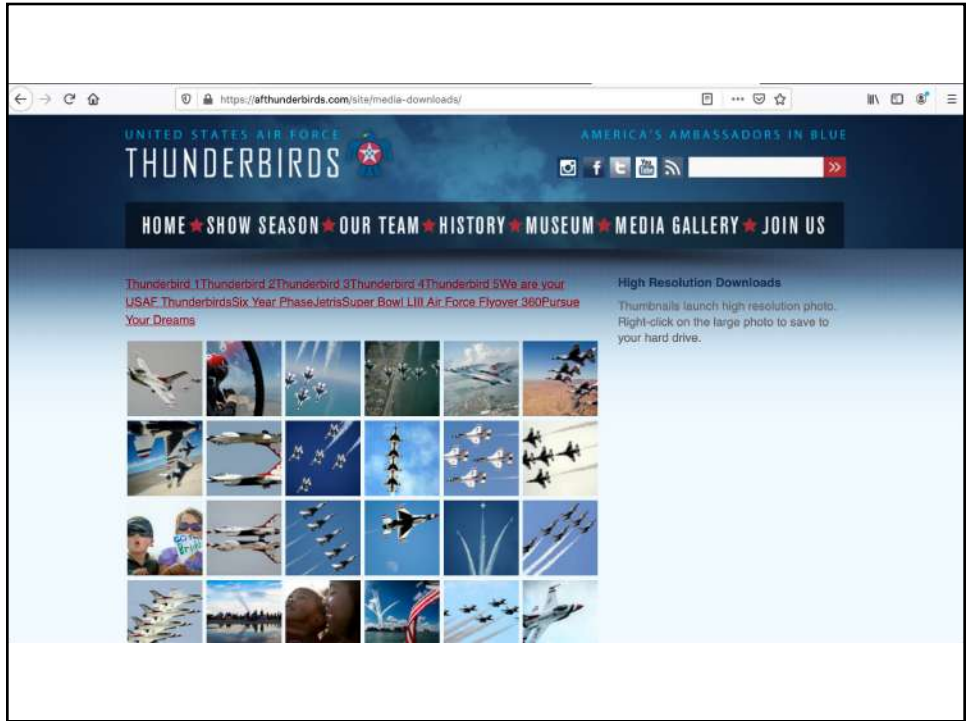 https://afthunderbirds.com/site/media-downloads/
UNITED STATES AIR FORCE
THUNDERBIRDS
AMERICA'S AMBASSADORS IN BLUE
You
Tube
HOME SHOW SEASON OUR TEAM HISTORY MUSEUM MEDIA GALLERY JOIN US
Thunderbird 1Thunderbird 2Thunderbird 3Thunderbird 4Thunderbird 5We are your
USAF ThunderbirdsSix Year PhaseJetrisSuper Bowl LIII Air Force Flyover 360Pursue
Your Dreams
High Resolution Downloads
Thumbnails launch high resolution photo.
Right-click on the large photo to save to
your hard drive.